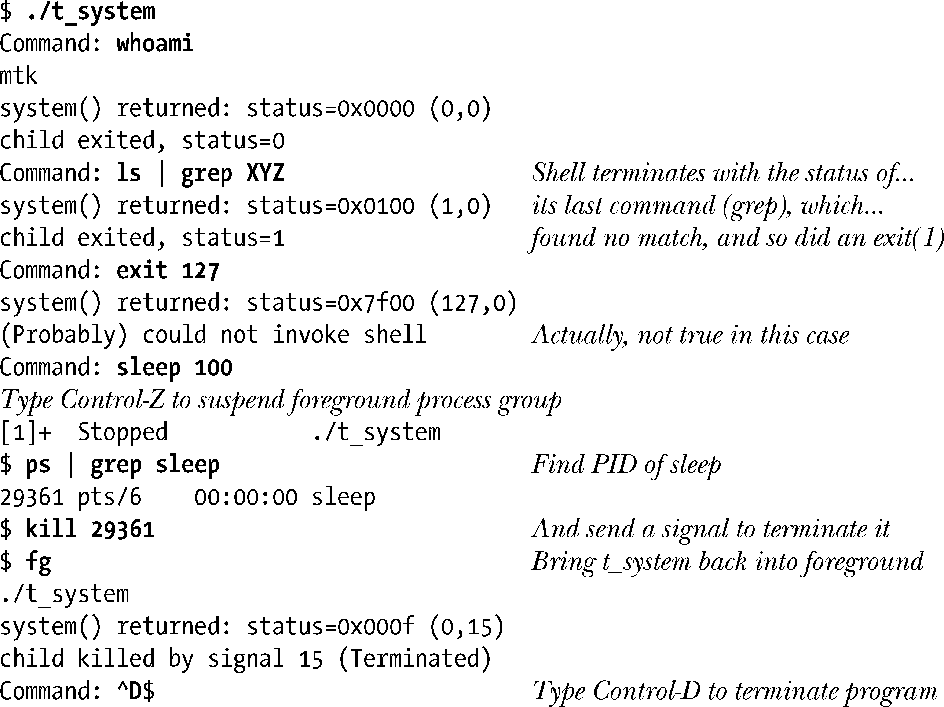 $ ./t_system
Command: whoami
mtk
system() returned: status=0x0000 (0,0)
child exited, status=0
Command: ls | grep XYZ Shell terminates with the status of...
system() returned: status=0x0100 (1,0) its last command (grep), which...
child exited, status=1 found no match, and so did an exit(1)
Command: exit 127
system() returned: status=0x7f00 (127,0)
(Probably) could not invoke shell Actually, not true in this case
Command: sleep 100
Type Control-Z to suspend foreground process group
[1]+  Stopped ./t_system
$ ps | grep sleep Find PID of sleep
29361 pts/6 00:00:00 sleep
$ kill 29361 And send a signal to terminate it
$ fg Bring t_system back into foreground
./t_system
system() returned: status=0x000f (0,15)
child killed by signal 15 (Terminated)
Command: ^D$ Type Control-D to terminate program